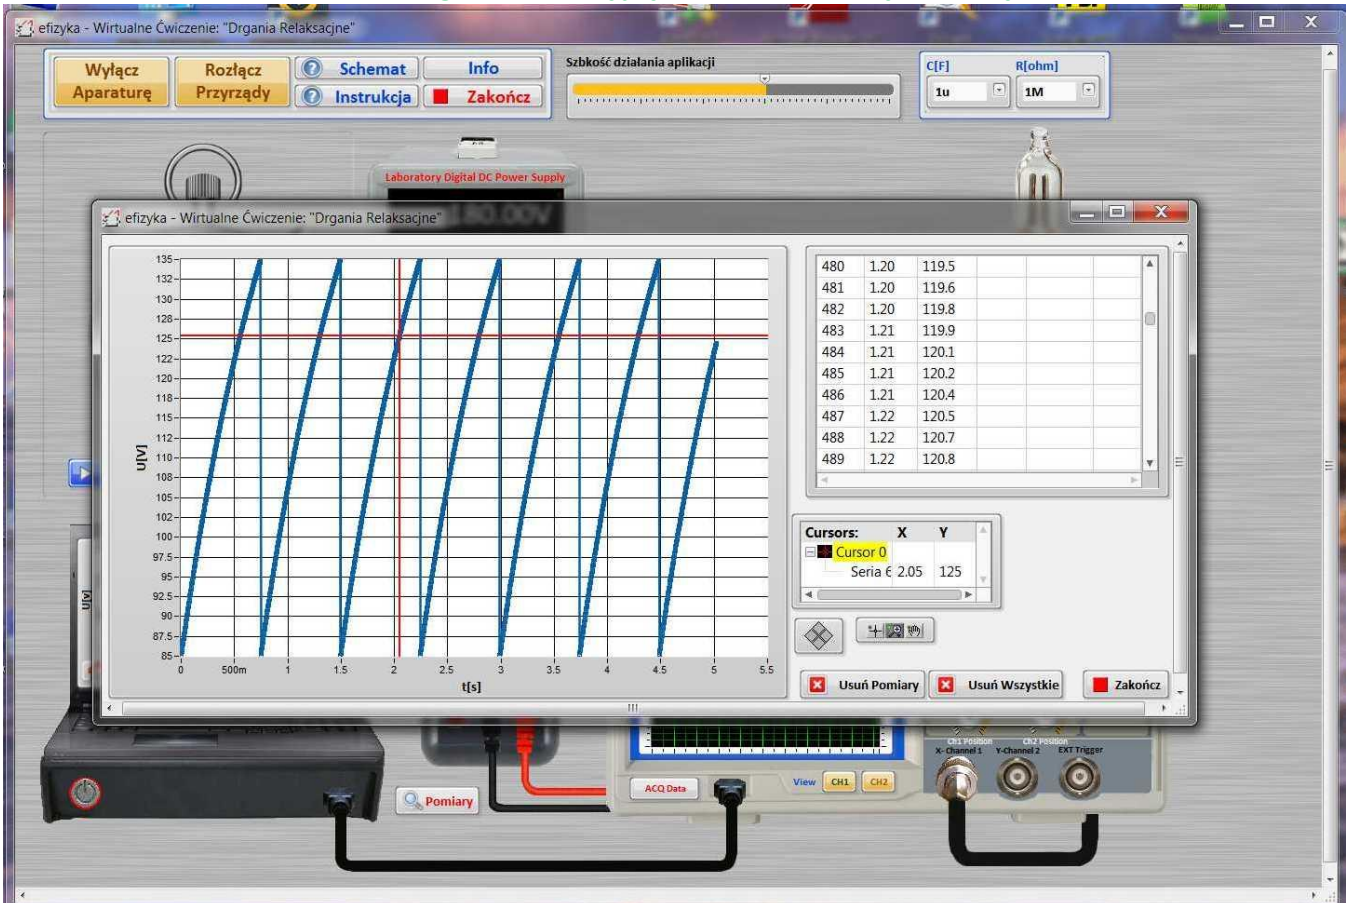 efizyka - Wirtualne Ćwiczenie: "Drgania Relaksacjne"
Wyłącz Aparaturę
Rozłącz Przyrządy
Schemat
Info
Instrukcja
Zakończ
Szbkość działania aplikacji
C[F]
R[ohm]
1u
1M
Laboratory Digital DC Power Supply
efizyka - Wirtualne Ćwiczenie: "Drgania Relaksacjne"
135
132
130
128
125
122
120
118
115
112
110
108
105
102
100
97.5
95
92.5
90
87.5
85
U[V]
0 500m 1 1.5 2 2.5 3 3.5 4 4.5 5 5.5
t[s]
480 1.20 119.5
481 1.20 119.6
482 1.20 119.8
483 1.21 119.9
484 1.21 120.1
485 1.21 120.2
486 1.21 120.4
487 1.22 120.5
488 1.22 120.7
489 1.22 120.8
Cursors: X Y
Cursor 0
Seria 6 2.05 125
Usuń Pomiary
Usuń Wszystkie
Zakończ
U[V]
Pomiary
ACQ Data
View CH1 CH2
Ch1 Position Ch2 Position
X- Channel 1 Y-Channel 2 EXT Trigger